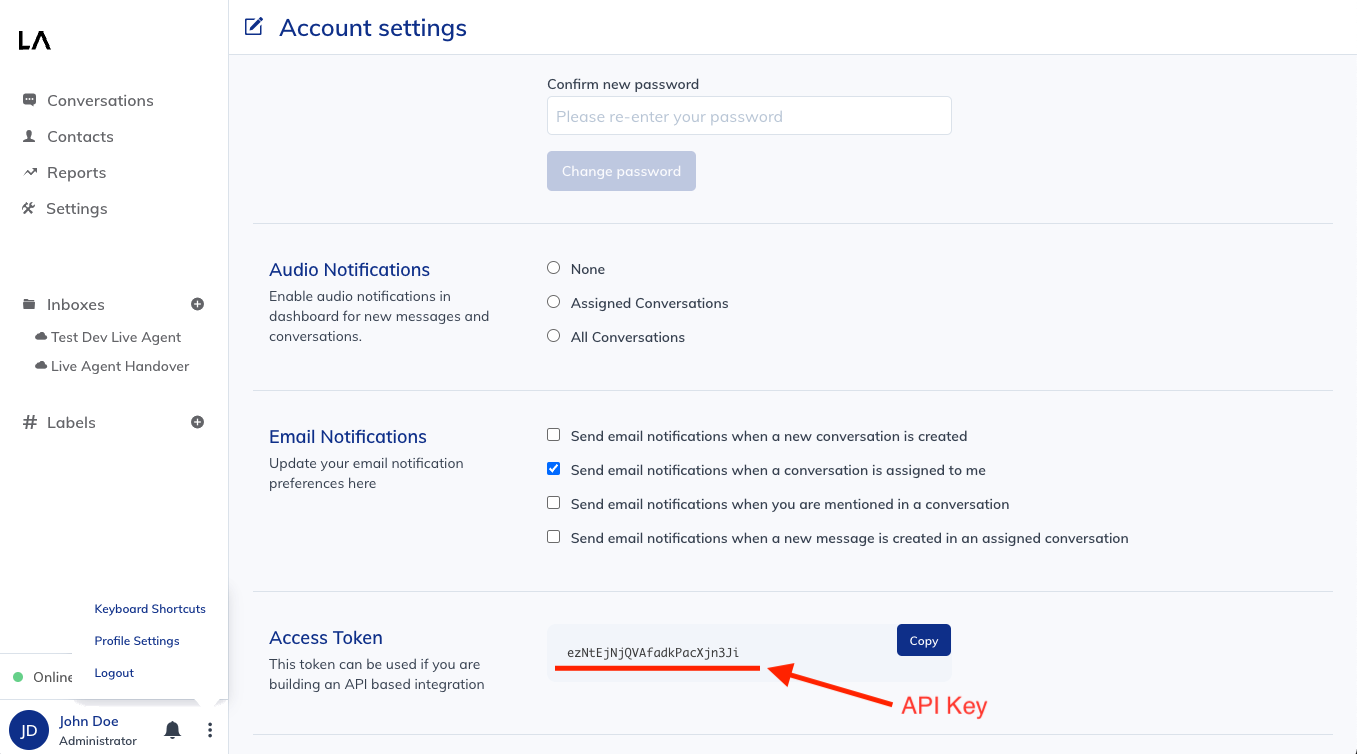 LA
Conversations
Contacts
Reports
Settings
Inboxes
Test Dev Live Agent
Live Agent Handover
Labels
Keyboard Shortcuts
Profile Settings
Logout
Online
JD
John Doe
Administrator
Account settings
Confirm new password
Please re-enter your password
Change password
Audio Notifications
Enable audio notifications in
dashboard for new messages and
conversations.
None
Assigned Conversations
All Conversations
Email Notifications
Update your email notification
preferences here
Send email notifications when a new conversation is created
Send email notifications when a conversation is assigned to me
Send email notifications when you are mentioned in a conversation
Send email notifications when a new message is created in an assigned conversation
Access Token
This token can be used if you are
building an API based integration
ezNtEjNjQVAfadkPacXjn3Ji
Copy
API Key